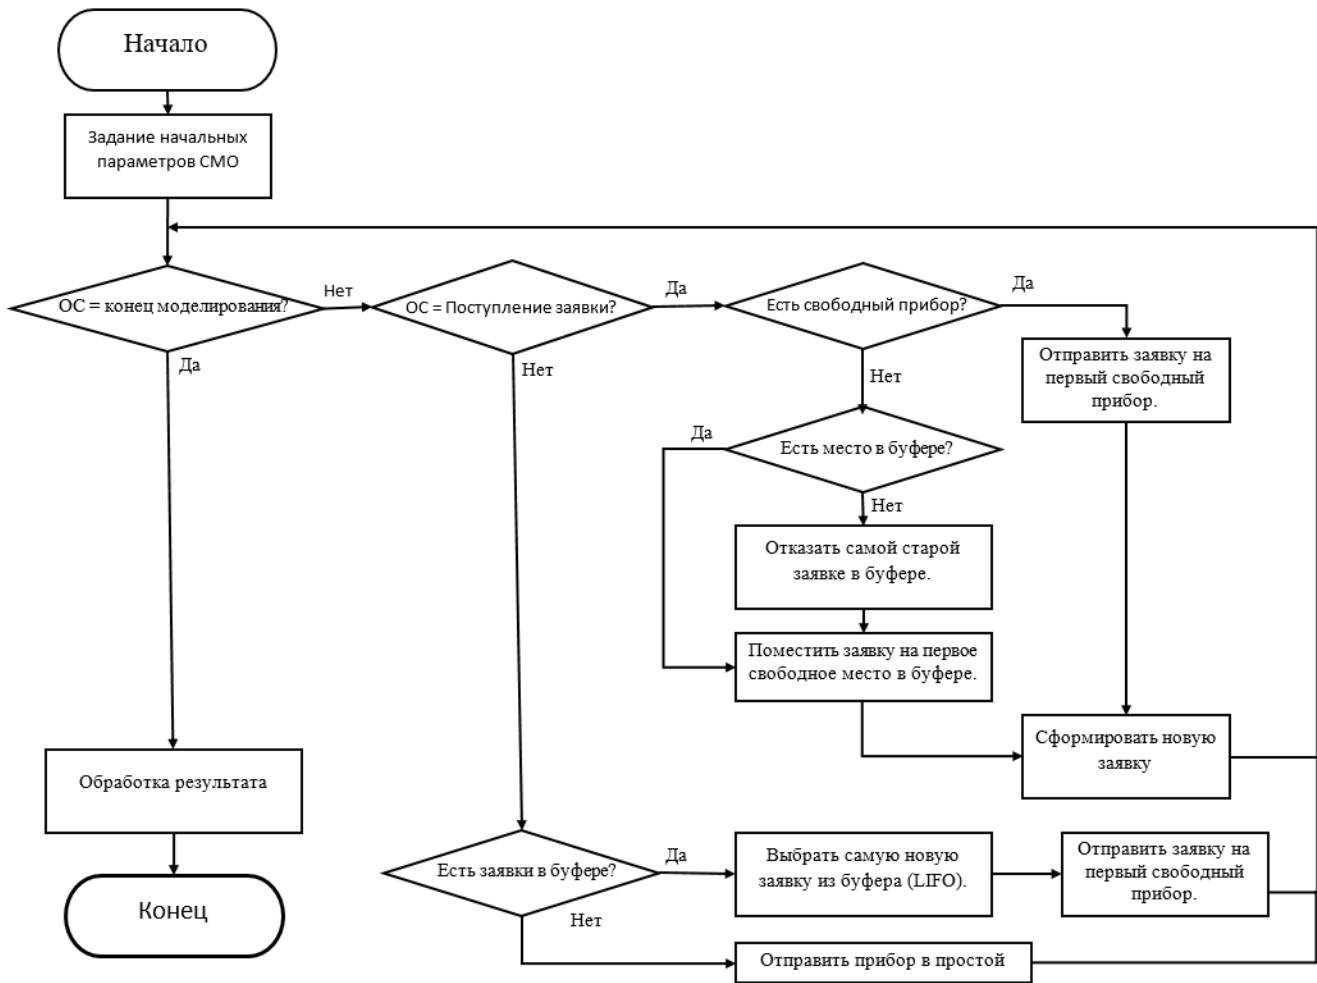 Начало
Задание начальных
параметров СМО
ОС = конец моделирования?
Нет
ОС = Поступление заявки?
Да
Есть свободный прибор?
Да
Отправить заявку на
первый свободный
прибор.
Да
Нет
Нет
Да
Есть место в буфере?
Нет
Отказать самой старой
заявке в буфере.
Поместить заявку на первое
свободное место в буфере.
Сформировать новую
заявку
Обработка результата
Есть заявки в буфере?
Да
Выбрать самую новую
заявку из буфера (LIFO).
Отправить заявку на
первый свободный
прибор.
Нет
Отправить прибор в простой
Конец